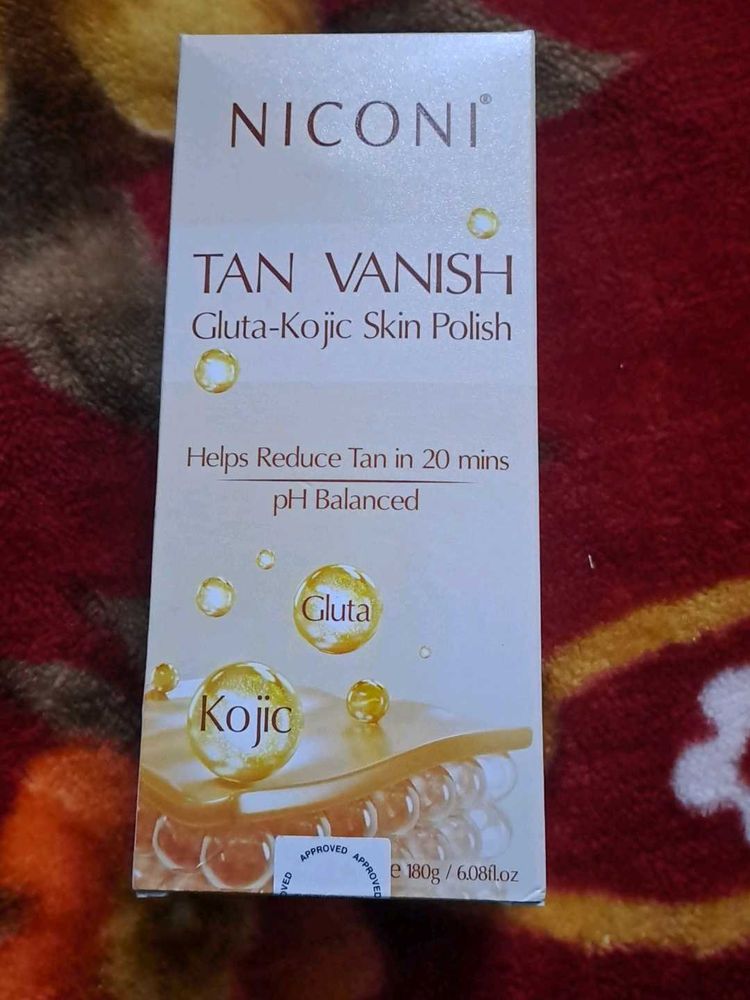 NICONI®
TAN VANISH
Gluta-Kojic Skin Polish
Helps Reduce Tan in 20 mins
pH Balanced
Gluta
Kojic
OVED APPROVED APPROVED
e 180g / 6.08fl.oz